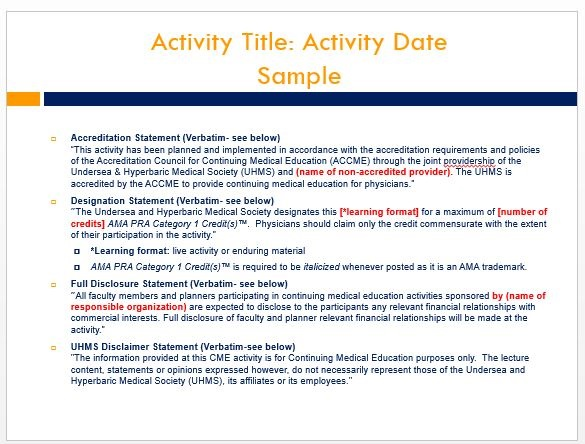 Activity Title: Activity Date
Sample
Accreditation Statement (Verbatim- see below)
"This activity has been planned and implemented in accordance with the accreditation requirements and policies
of the Accreditation Council for Continuing Medical Education (ACCME) through the joint providership of the
Undersea & Hyperbaric Medical Society (UHMS) and (name of non-accredited provider). The UHMS is
accredited by the ACCME to provide continuing medical education for physicians."
Designation Statement (Verbatim- see below)
"The Undersea and Hyperbaric Medical Society designates this [*learning format] for a maximum of [number of
credits] AMA PRA Category 1 Credit(s)™. Physicians should claim only the credit commensurate with the extent
of their participation in the activity."
*Learning format: live activity or enduring material
AMA PRA Category 1 Credit(s)™ is required to be italicized whenever posted as it is an AMA trademark.
Full Disclosure Statement (Verbatim- see below)
"All faculty members and planners participating in continuing medical education activities sponsored by (name of
responsible organization) are expected to disclose to the participants any relevant financial relationships with
commercial interests. Full disclosure of faculty and planner relevant financial relationships will be made at the
activity."
UHMS Disclaimer Statement (Verbatim-see below)
"The information provided at this CME activity is for Continuing Medical Education purposes only. The lecture
content, statements or opinions expressed however, do not necessarily represent those of the Undersea and
Hyperbaric Medical Society (UHMS), its affiliates or its employees."